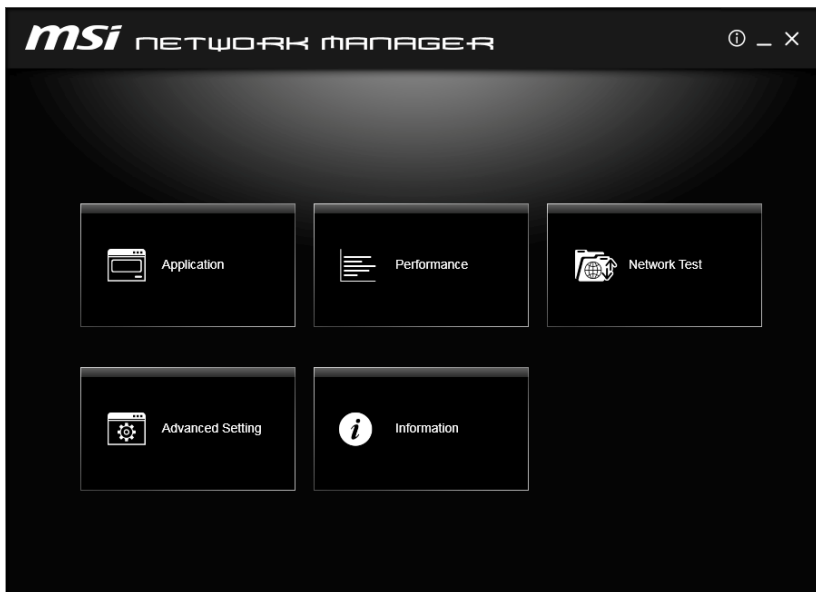 msi NETWORK MANAGER
Application
Performance
Network Test
Advanced Setting
Information